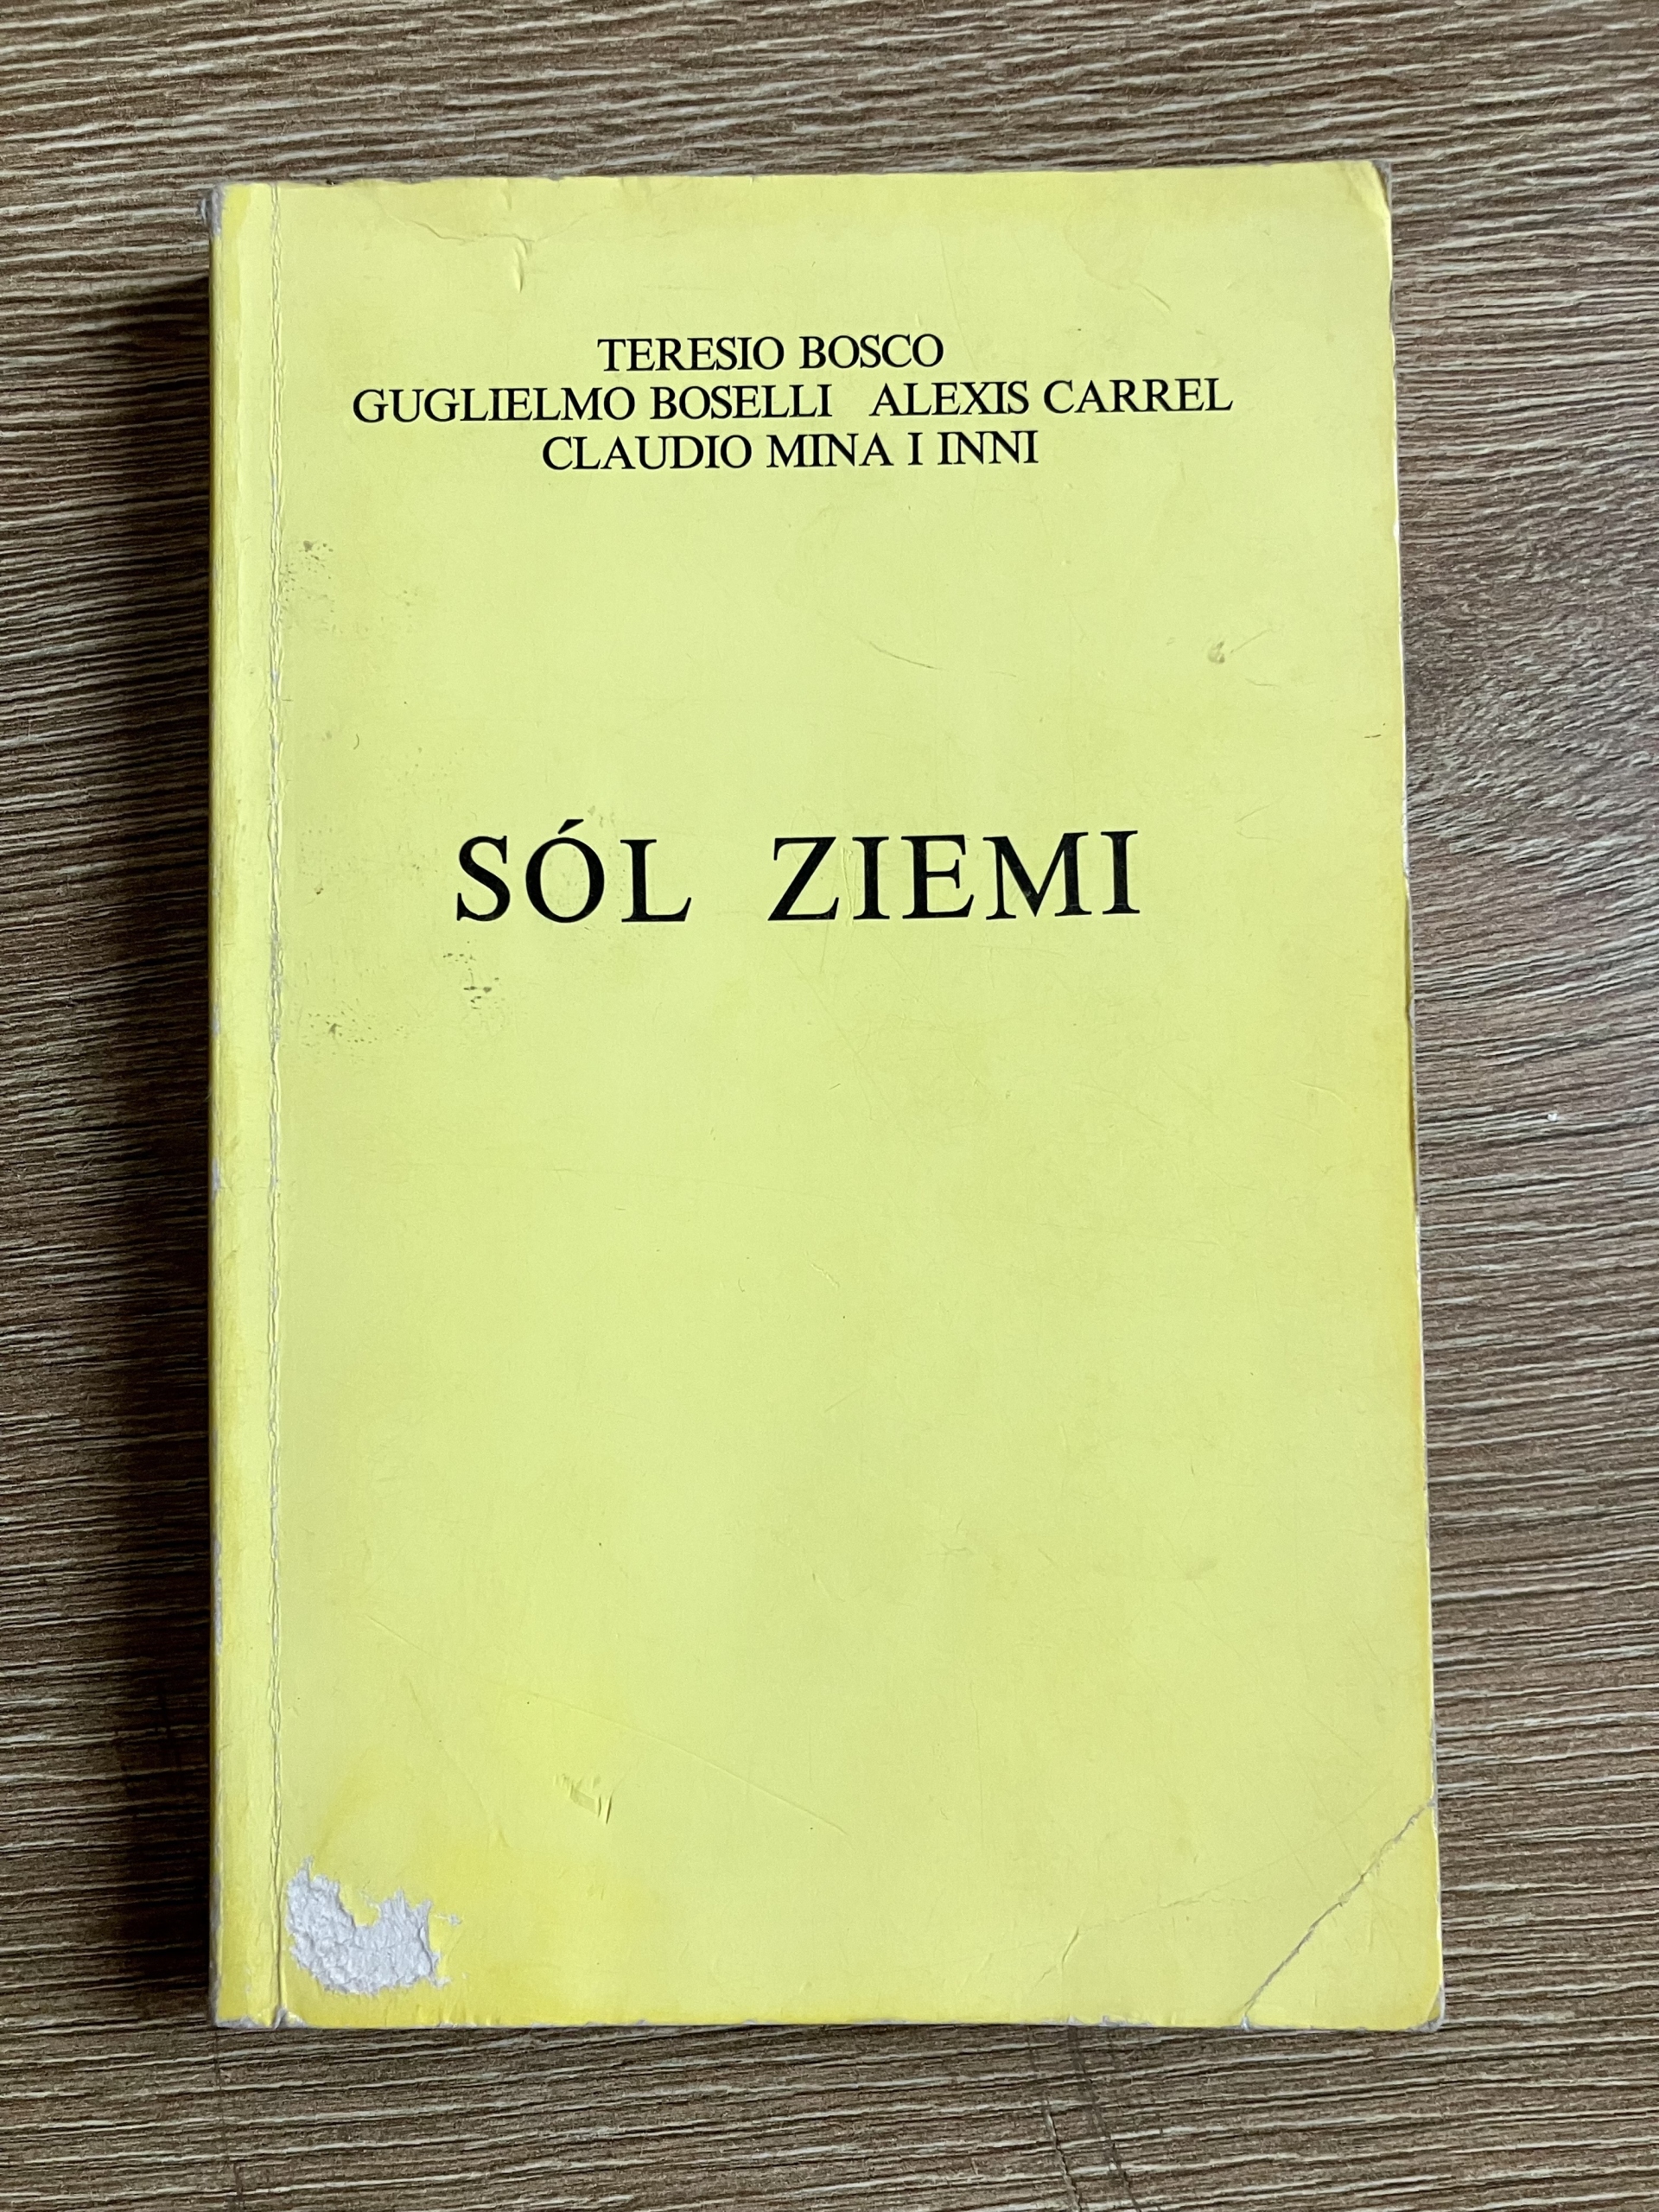 TERESIO BOSCO
GUGLIELMO BOSELLI ALEXIS CARREL
CLAUDIO MINA I INNI
SÓL ZIEMI